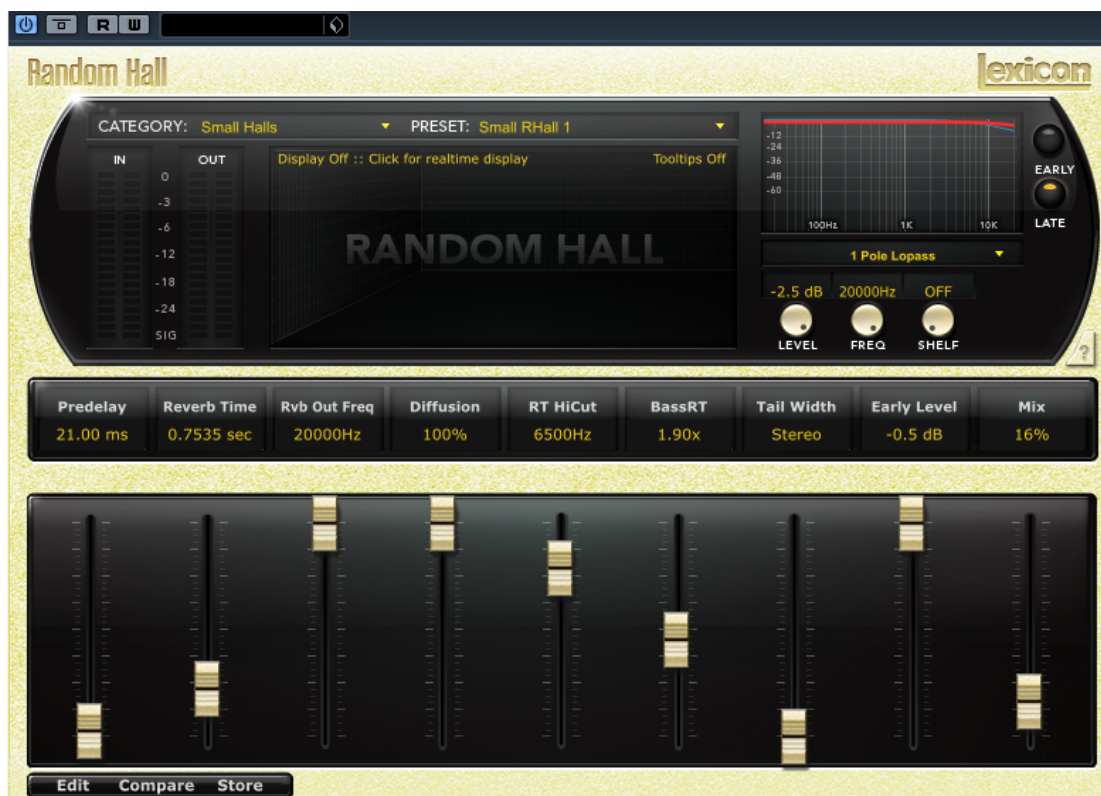 R W
Random Hall
lexicon
CATEGORY: Small Halls PRESET: Small RHall 1
IN OUT
0
-3
-6
-12
-18
-24
SIG
Display Off :: Click for realtime display Tooltips Off
RANDOM HALL
-12
-24
-36
-48
-60
100Hz 1K 10K
EARLY
LATE
1 Pole Lopass
-2.5 dB 20000Hz OFF
LEVEL FREQ SHELF
?
Predelay Reverb Time Rvb Out Freq Diffusion RT HiCut BassRT Tail Width Early Level Mix
21.00 ms 0.7535 sec 20000Hz 100% 6500Hz 1.90x Stereo -0.5 dB 16%
Edit Compare Store